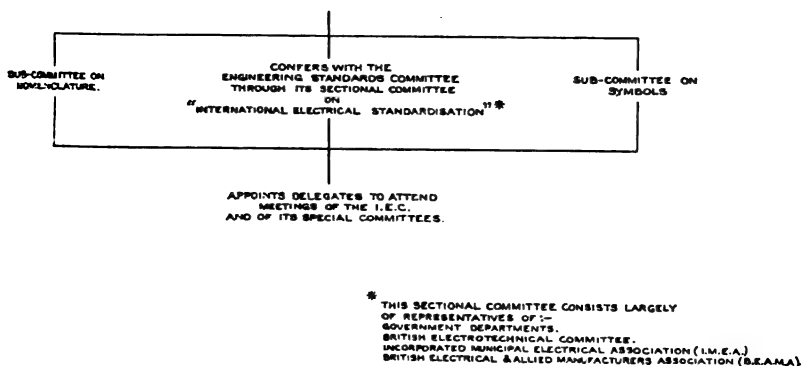 SUB-COMMITTEE ON
NOMENCLATURE.
CONFERS WITH THE
ENGINEERING STANDARDS COMMITTEE
THROUGH ITS SECTIONAL COMMITTEE
ON
"INTERNATIONAL ELECTRICAL STANDARDISATION"*
SUB-COMMITTEE ON
SYMBOLS
APPOINTS DELEGATES TO ATTEND
MEETINGS OF THE I.E.C.
AND OF ITS SPECIAL COMMITTEES.
* THIS SECTIONAL COMMITTEE CONSISTS LARGELY
OF REPRESENTATIVES OF :-
GOVERNMENT DEPARTMENTS.
BRITISH ELECTROTECHNICAL COMMITTEE.
INCORPORATED MUNICIPAL ELECTRICAL ASSOCIATION (I.M.E.A.)
BRITISH ELECTRICAL & ALLIED MANUFACTURERS ASSOCIATION (B.E.A.M.A).